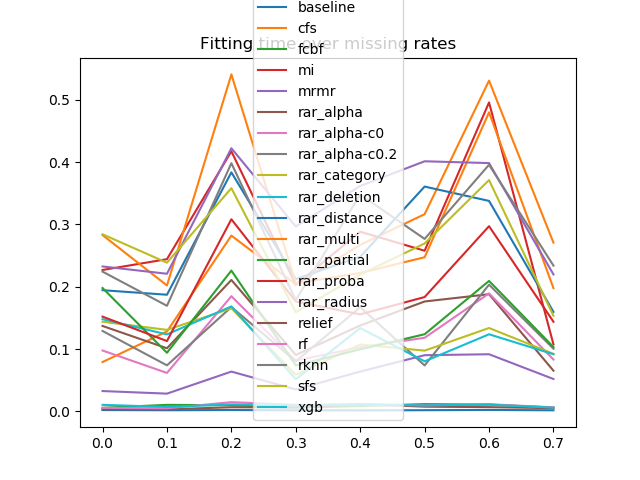 baseline
cfs
Fitting time over missing rates
fcbf
mi
mrmr
rar_alpha
rar_alpha-c0
rar_alpha-c0.2
rar_category
rar_deletion
rar_distance
rar_multi
rar_partial
rar_proba
rar_radius
relief
rf
rknn
sfs
xgb
0.5
0.4
0.3
0.2
0.1
0.0
0.0 0.1 0.2 0.3 0.4 0.5 0.6 0.7